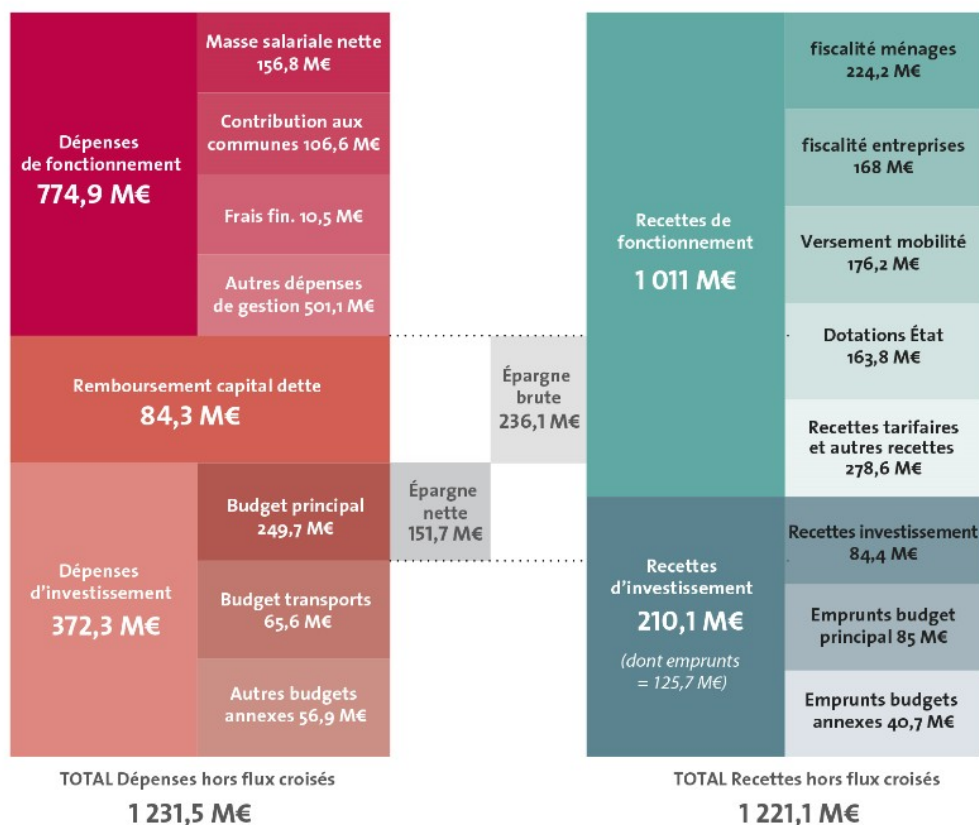 Dépenses
de fonctionnement
774,9 M€
Masse salariale nette
156,8 M€
Contribution aux
communes 106,6 M€
Frais fin. 10,5 M€
Autres dépenses
de gestion 501,1 M€
Remboursement capital dette
84,3 M€
Dépenses
d'investissement
372,3 M€
Budget principal
249,7 M€
Budget transports
65,6 M€
Autres budgets
annexes 56,9 M€
TOTAL Dépenses hors flux croisés
1 231,5 M€
Épargne
brute
236,1 M€
Épargne
nette
151,7 M€
Recettes de
fonctionnement
1 011 M€
fiscalité ménages
224,2 M€
fiscalité entreprises
168 M€
Versement mobilité
176,2 M€
Dotations État
163,8 M€
Recettes tarifaires
et autres recettes
278,6 M€
Recettes
d'investissement
210,1 M€
(dont emprunts
= 125,7 M€)
Recettes investissement
84,4 M€
Emprunts budget
principal 85 M€
Emprunts budgets
annexes 40,7 M€
TOTAL Recettes hors flux croisés
1 221,1 M€